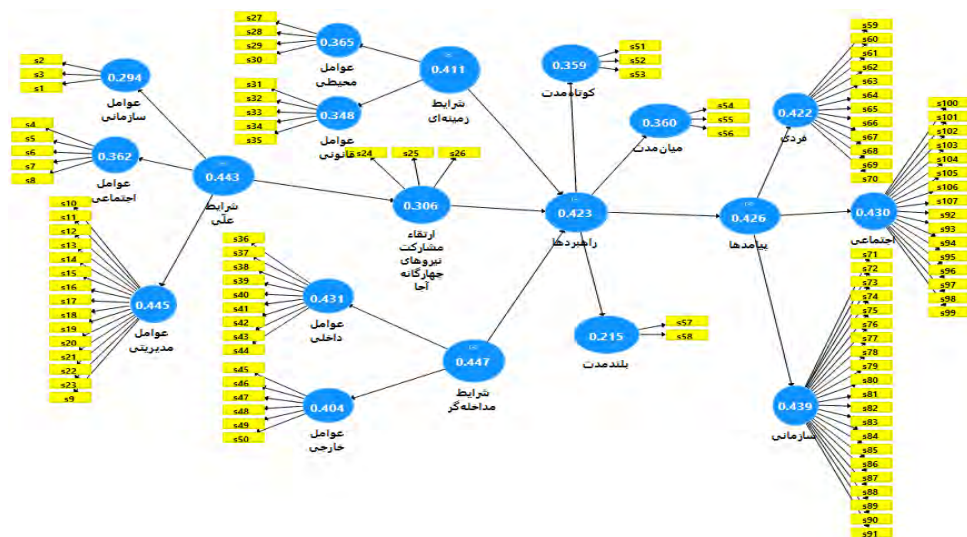 s2
s3
s1
0.294
عوامل
سازمانی
s4
s5
s6
s7
s8
0.362
عوامل
اجتماعی
s10
s11
s12
s13
s14
s15
s16
s17
s18
s19
s20
s21
s22
s23
s9
0.445
عوامل
مدیریتی
0.443
شرایط
علّی
s27
s28
s29
s30
0.365
عوامل
محیطی
s31
s32
s33
s34
s35
0.348
عوامل
قانونی
0.411
شرایط
زمینه‌ای
s24
s25
s26
0.306
ارتقاء
مشارکت
نیروهای
چهارگانه
آجا
s36
s37
s38
s39
s40
s41
s42
s43
s44
0.431
عوامل
داخلی
s45
s46
s47
s48
s49
s50
0.404
عوامل
خارجی
0.447
شرایط
مداخله‌گر
0.359
کوتاه‌مدت
s51
s52
s53
0.360
میان‌مدت
s54
s55
s56
0.423
راهبردها
0.215
بلندمدت
s57
s58
0.426
پیامدها
0.422
فردی
s59
s60
s61
s62
s63
s64
s65
s66
s67
s68
s69
s70
0.430
اجتماعی
s100
s101
s102
s103
s104
s105
s106
s107
s92
s93
s94
s95
s96
s97
s98
s99
0.439
سازمانی
s71
s72
s73
s74
s75
s76
s77
s78
s79
s80
s81
s82
s83
s84
s85
s86
s87
s88
s89
s90
s91